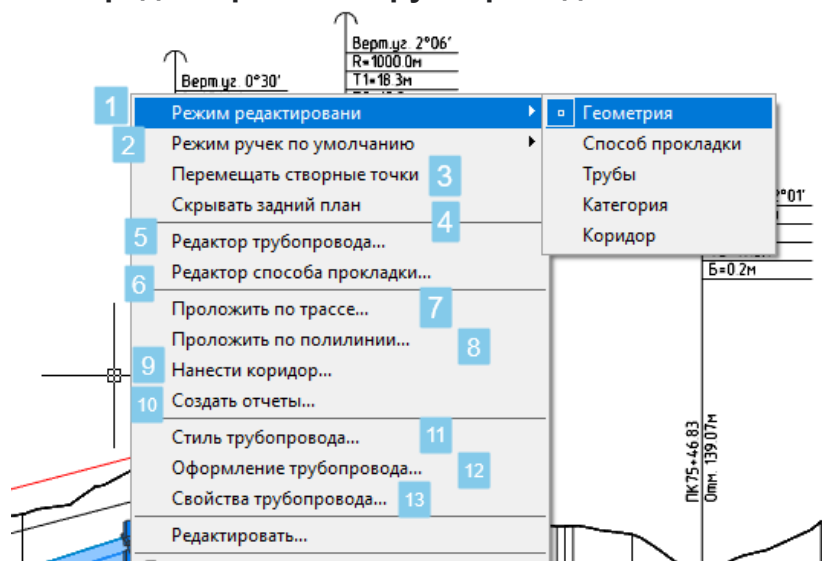 Верт.уг. 2°06′
R=1000.0м
T1=18.3м
Верт.уг. 0°30'
1
Режим редактировани
Геометрия
2
Режим ручек по умолчанию
Способ прокладки
Перемещать створные точки
3
Трубы
Скрывать задний план
4
Категория
5
Редактор трубопровода...
Коридор
2°01'
6
Редактор способа прокладки...
Б=0.2м
Проложить по трассе...
7
Проложить по полилинии...
8
9
Нанести коридор...
10
Создать отчеты...
Стиль трубопровода...
11
Оформление трубопровода...
12
Свойства трубопровода...
13
Редактировать...
ПК75+46.83
Отм. 139.07м